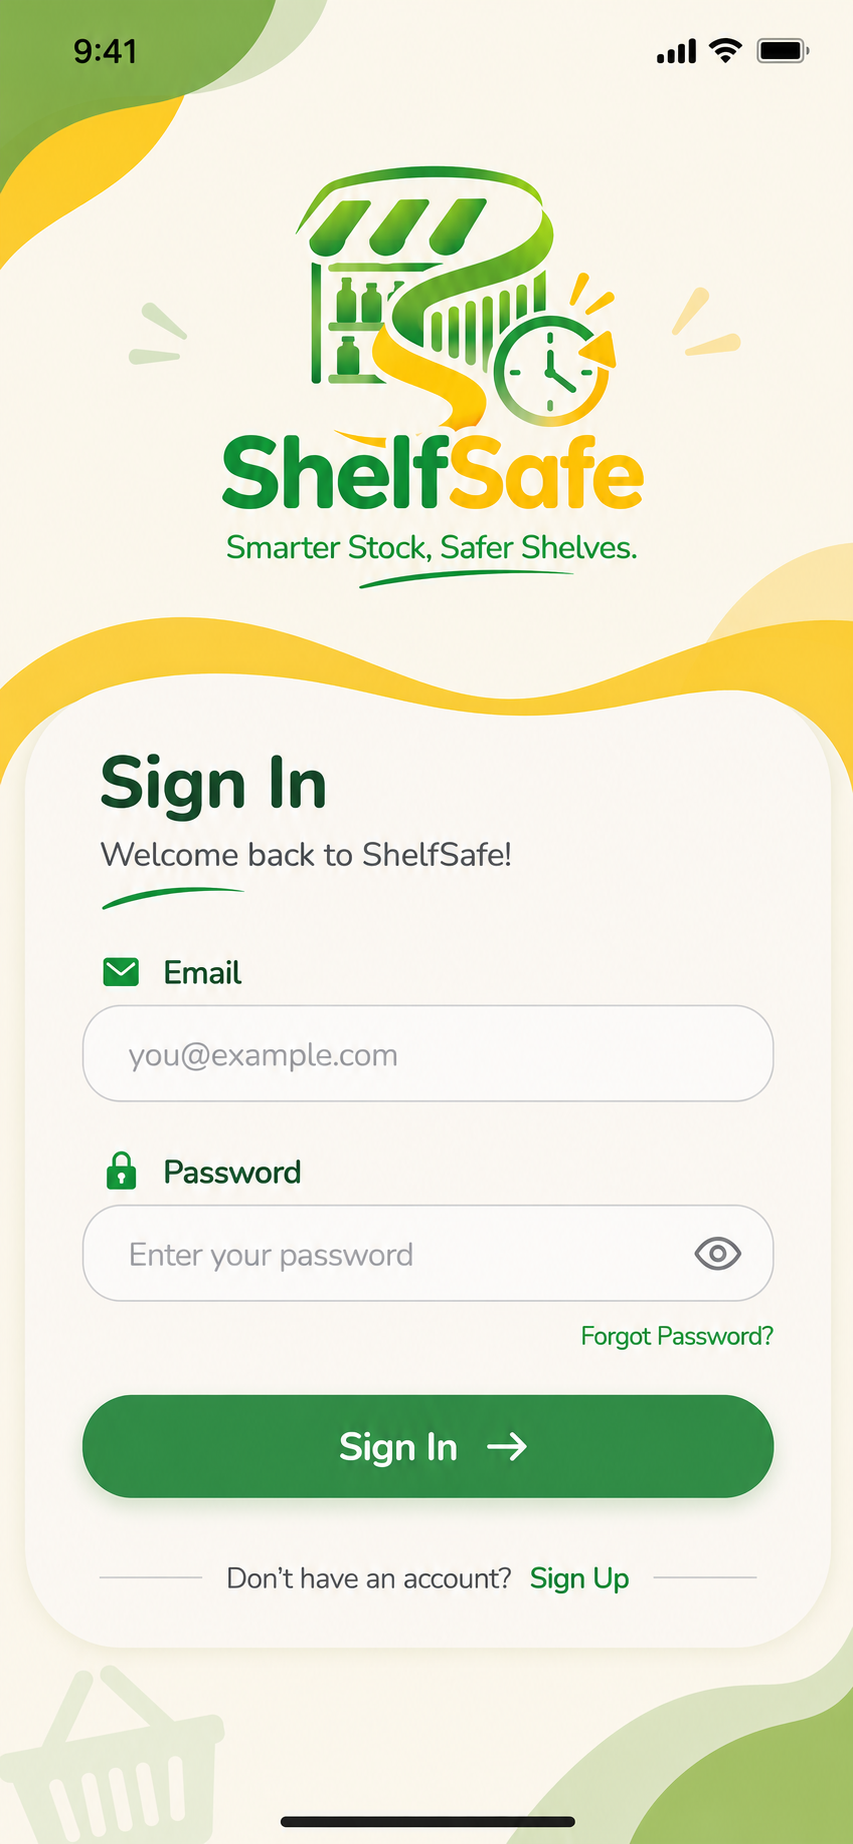 9:41
ShelfSafe
Smarter Stock, Safer Shelves.
Sign In
Welcome back to ShelfSafe!
Email
you@example.com
Password
Enter your password
Forgot Password?
Sign In →
Don’t have an account? Sign Up